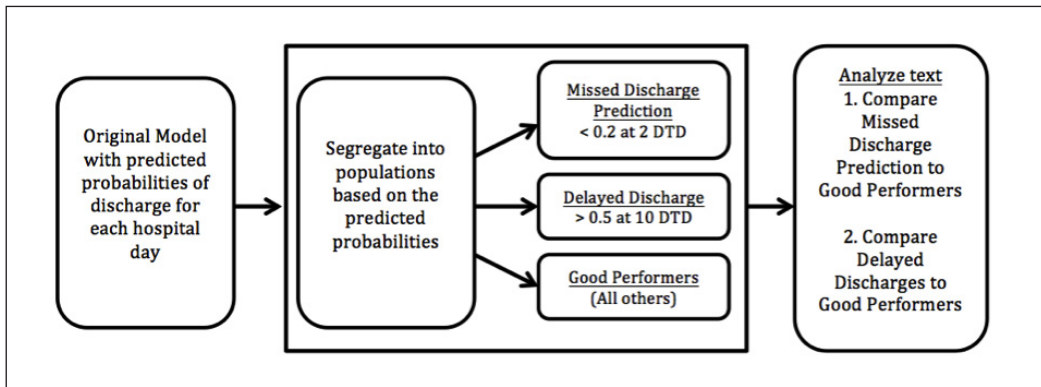 Original Model
with predicted
probabilities of
discharge for
each hospital
day
Segregate into
populations
based on the
predicted
probabilities
Missed Discharge
Prediction
< 0.2 at 2 DTD
Delayed Discharge
> 0.5 at 10 DTD
Good Performers
(All others)
Analyze text
1. Compare
Missed
Discharge
Prediction to
Good Performers
2. Compare
Delayed
Discharges to
Good Performers